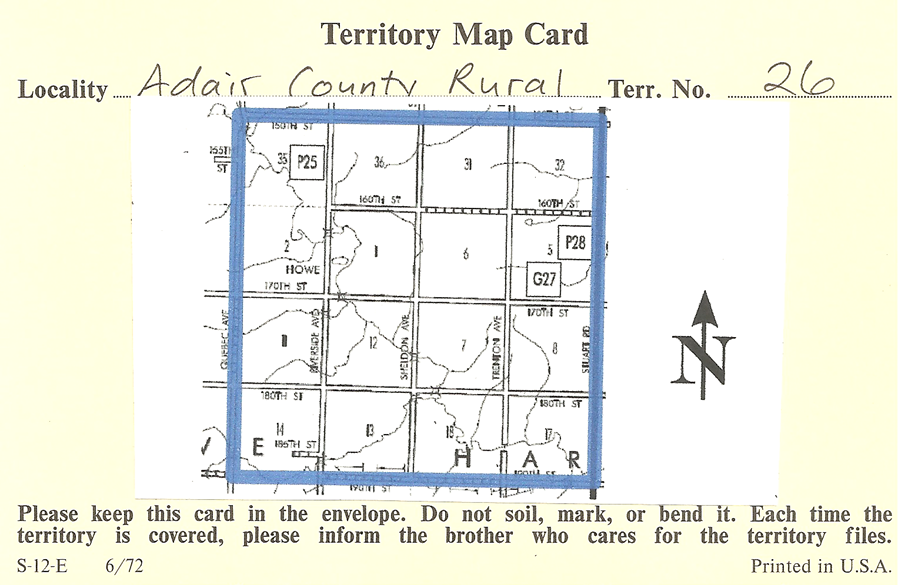 Territory Map Card
Locality Adair County Rural Terr. No. 26
150TH ST
155TH ST
35 P25 36 31 32
160TH ST 160TH ST
2 1 6 5 P28
HOWE G27
170TH ST 170TH ST
QUEBEC AVE RIVERSIDE AVE SHELDON AVE TRENTON AVE STUART RD
11 12 7 8
180TH ST 180TH ST
14 13 18 17
185TH ST
V E H A R
190TH ST 190TH ST
N
Please keep this card in the envelope. Do not soil, mark, or bend it. Each time the
territory is covered, please inform the brother who cares for the territory files.
S-12-E 6/72 Printed in U.S.A.